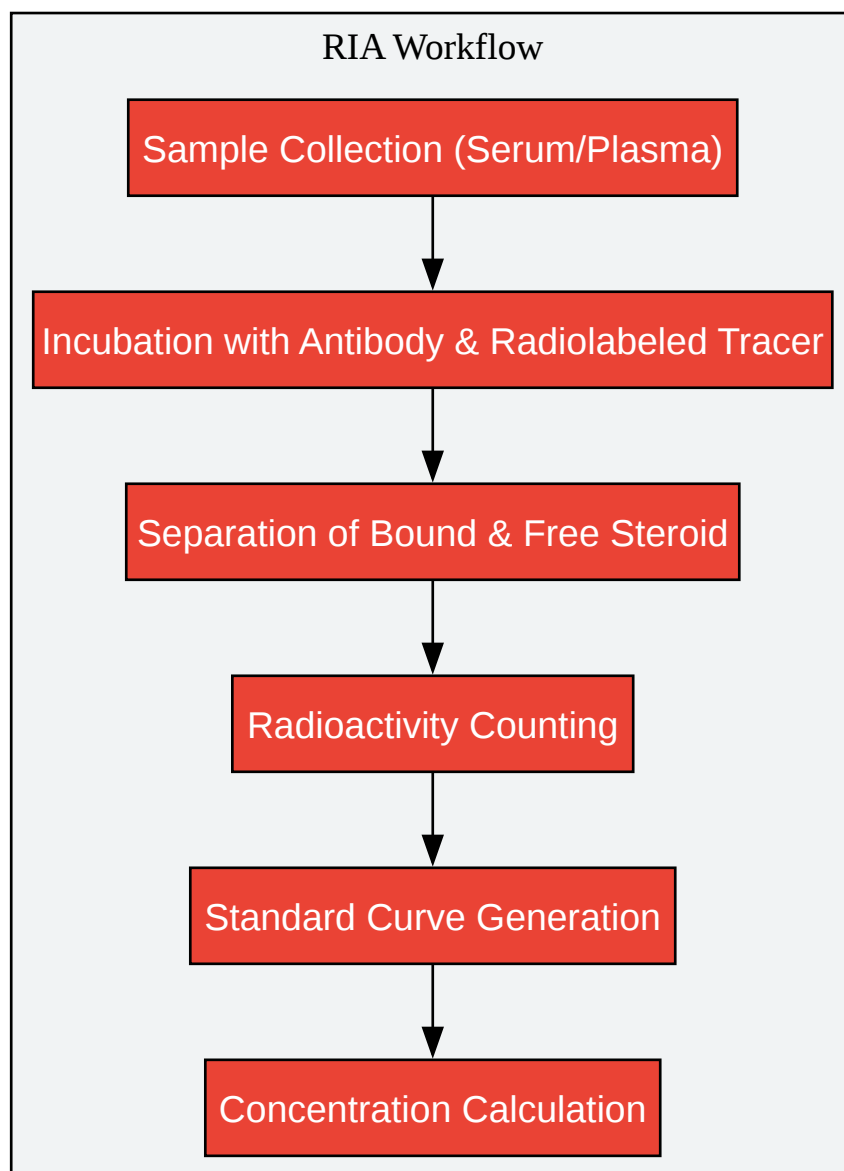 RIA Workflow
Sample Collection (Serum/Plasma)
Incubation with Antibody & Radiolabeled Tracer
Separation of Bound & Free Steroid
Radioactivity Counting
Standard Curve Generation
Concentration Calculation